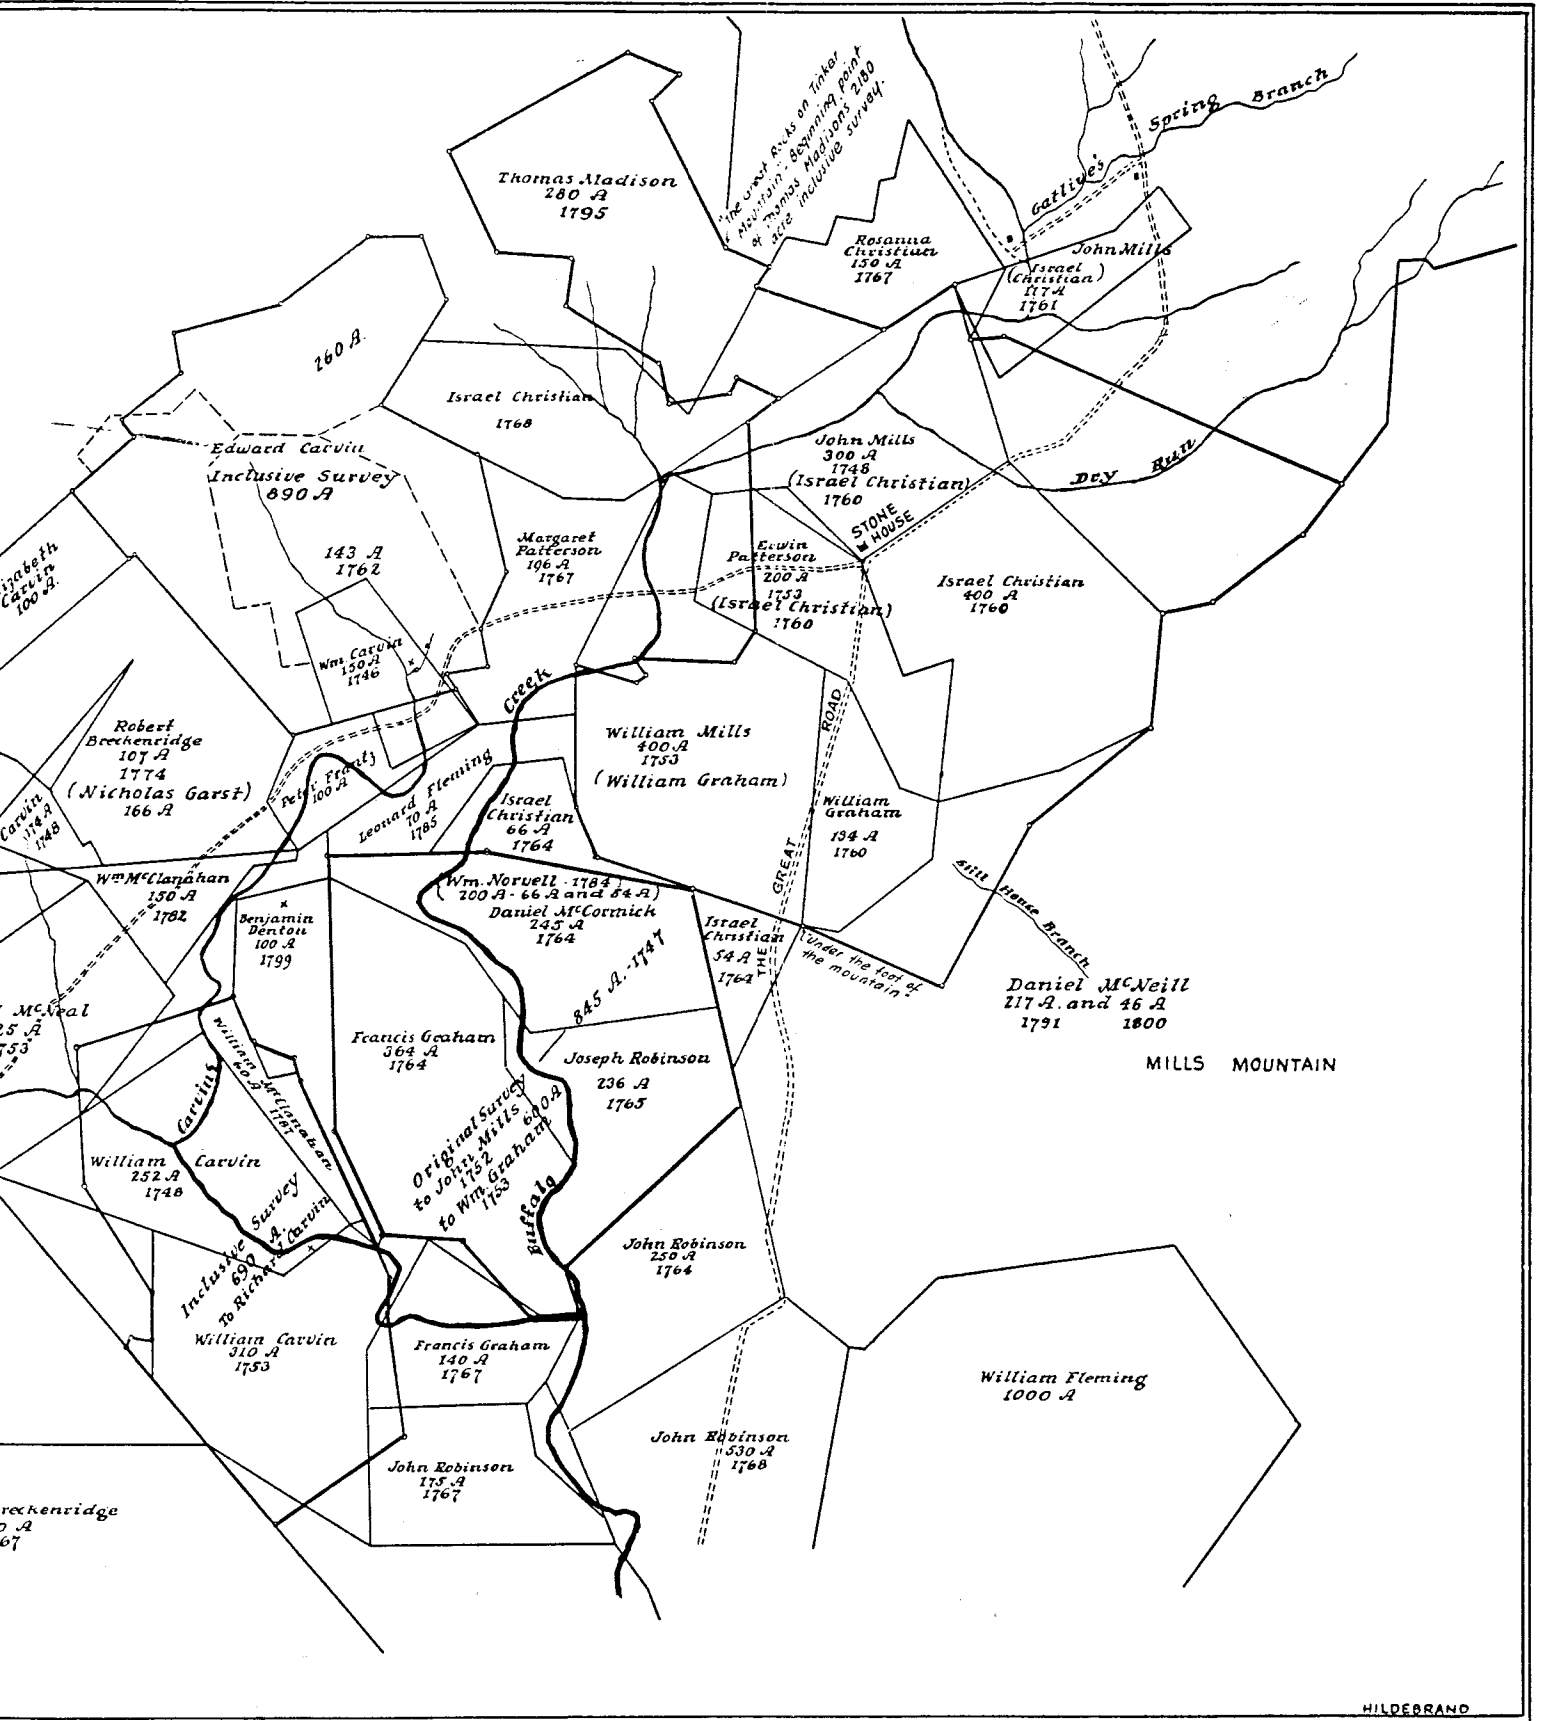 "The Great Rocks on Tinker
Mountain"- Beginning point
of Thomas Madison's 2180
acre inclusive survey.
Gatlive's Spring Branch
Thomas Madison
280 A
1795
Rosanna
Christian
150 A
1767
John Mills
(Israel
Christian)
117 A
1761
260 A.
Israel Christian
1768
Edward Carvin
Inclusive Survey
890 A
143 A
1762
John Mills
300 A
1748
(Israel Christian)
1760
Dry Run
STONE
HOUSE
Margaret
Patterson
196 A
1767
Erwin
Patterson
200 A
1753
(Israel Christian)
1760
Israel Christian
400 A
1760
Carvin
100 A.
Wm. Carvin
150 A
1746
Creek
Robert
Breckenridge
107 A
1774
(Nicholas Garst)
166 A
Peter Frantz
100 A
Leonard Fleming
70 A
1785
Israel
Christian
66 A
1764
William Mills
400 A
1753
(William Graham)
THE GREAT ROAD
William
Graham
194 A
1760
Carvin
1748
Wm McClanahan
150 A
1782
Benjamin
Denton
100 A
1799
(Wm. Norvell - 1784)
200 A - 66 A and 54 A)
Daniel McCormick
245 A
1764
845 A.-1747
Israel
Christian
54 A
1764
"Under the foot of
the mountain".
Still House Branch
Daniel McNeill
217 A. and 46 A
1791 1800
MILLS MOUNTAIN
McNeal
25 A
753
William McClanahan
60 A
1787
Francis Graham
364 A
1764
Joseph Robinson
236 A
1765
Original Survey
to John Mills 600 A
1752
to Wm. Graham
1753
Carvins
William Carvin
252 A
1748
Inclusive Survey
690 A.
To Richard Carvin
Buffalo
John Robinson
250 A
1764
William Carvin
310 A
1753
Francis Graham
140 A
1767
William Fleming
1000 A
John Robinson
530 A
1768
John Robinson
175 A
1767
reckenridge
0 A
67
HILDEBRAND